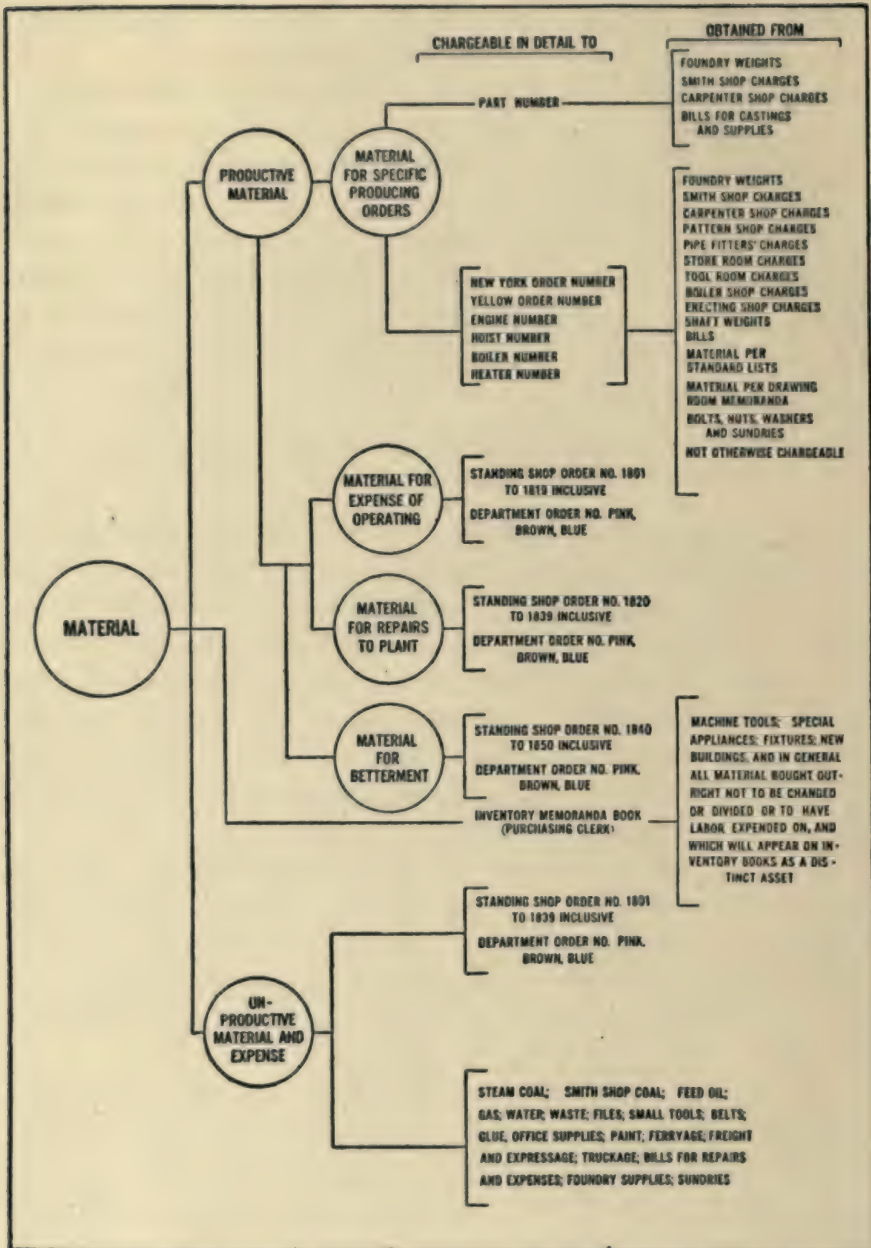 CHARGEABLE IN DETAIL TO
OBTAINED FROM
PART NUMBER
FOUNDRY WEIGHTS
SMITH SHOP CHARGES
CARPENTER SHOP CHARGES
BILLS FOR CASTINGS
AND SUPPLIES
PRODUCTIVE
MATERIAL
MATERIAL
FOR SPECIFIC
PRODUCING
ORDERS
NEW YORK ORDER NUMBER
YELLOW ORDER NUMBER
ENGINE NUMBER
HOIST NUMBER
BOILER NUMBER
HEATER NUMBER
FOUNDRY WEIGHTS
SMITH SHOP CHARGES
CARPENTER SHOP CHARGES
PATTERN SHOP CHARGES
PIPE FITTERS' CHARGES
STORE ROOM CHARGES
TOOL ROOM CHARGES
BOILER SHOP CHARGES
ERECTING SHOP CHARGES
SHAFT WEIGHTS
BILLS
MATERIAL PER
STANDARD LISTS
MATERIAL PER DRAWING
ROOM MEMORANDA
BOLTS, NUTS, WASHERS
AND SUNDRIES
NOT OTHERWISE CHARGEABLE
MATERIAL FOR
EXPENSE OF
OPERATING
STANDING SHOP ORDER NO. 1801
TO 1819 INCLUSIVE
DEPARTMENT ORDER NO. PINK,
BROWN, BLUE
MATERIAL
MATERIAL
FOR REPAIRS
TO PLANT
STANDING SHOP ORDER NO. 1820
TO 1839 INCLUSIVE
DEPARTMENT ORDER NO. PINK,
BROWN, BLUE
MATERIAL
FOR
BETTERMENT
STANDING SHOP ORDER NO. 1840
TO 1850 INCLUSIVE
DEPARTMENT ORDER NO. PINK,
BROWN, BLUE
INVENTORY MEMORANDA BOOK
(PURCHASING CLERK)
MACHINE TOOLS; SPECIAL
APPLIANCES; FIXTURES; NEW
BUILDINGS, AND IN GENERAL
ALL MATERIAL BOUGHT OUT-
RIGHT NOT TO BE CHANGED
OR DIVIDED OR TO HAVE
LABOR EXPENDED ON, AND
WHICH WILL APPEAR ON IN-
VENTORY BOOKS AS A DIS-
TINCT ASSET
UN-
PRODUCTIVE
MATERIAL AND
EXPENSE
STANDING SHOP ORDER NO. 1801
TO 1839 INCLUSIVE
DEPARTMENT ORDER NO. PINK,
BROWN, BLUE
STEAM COAL; SMITH SHOP COAL; FEED OIL;
GAS; WATER; WASTE; FILES; SMALL TOOLS; BELTS;
GLUE, OFFICE SUPPLIES; PAINT; FERRYAGE; FREIGHT
AND EXPRESSAGE; TRUCKAGE; BILLS FOR REPAIRS
AND EXPENSES; FOUNDRY SUPPLIES; SUNDRIES